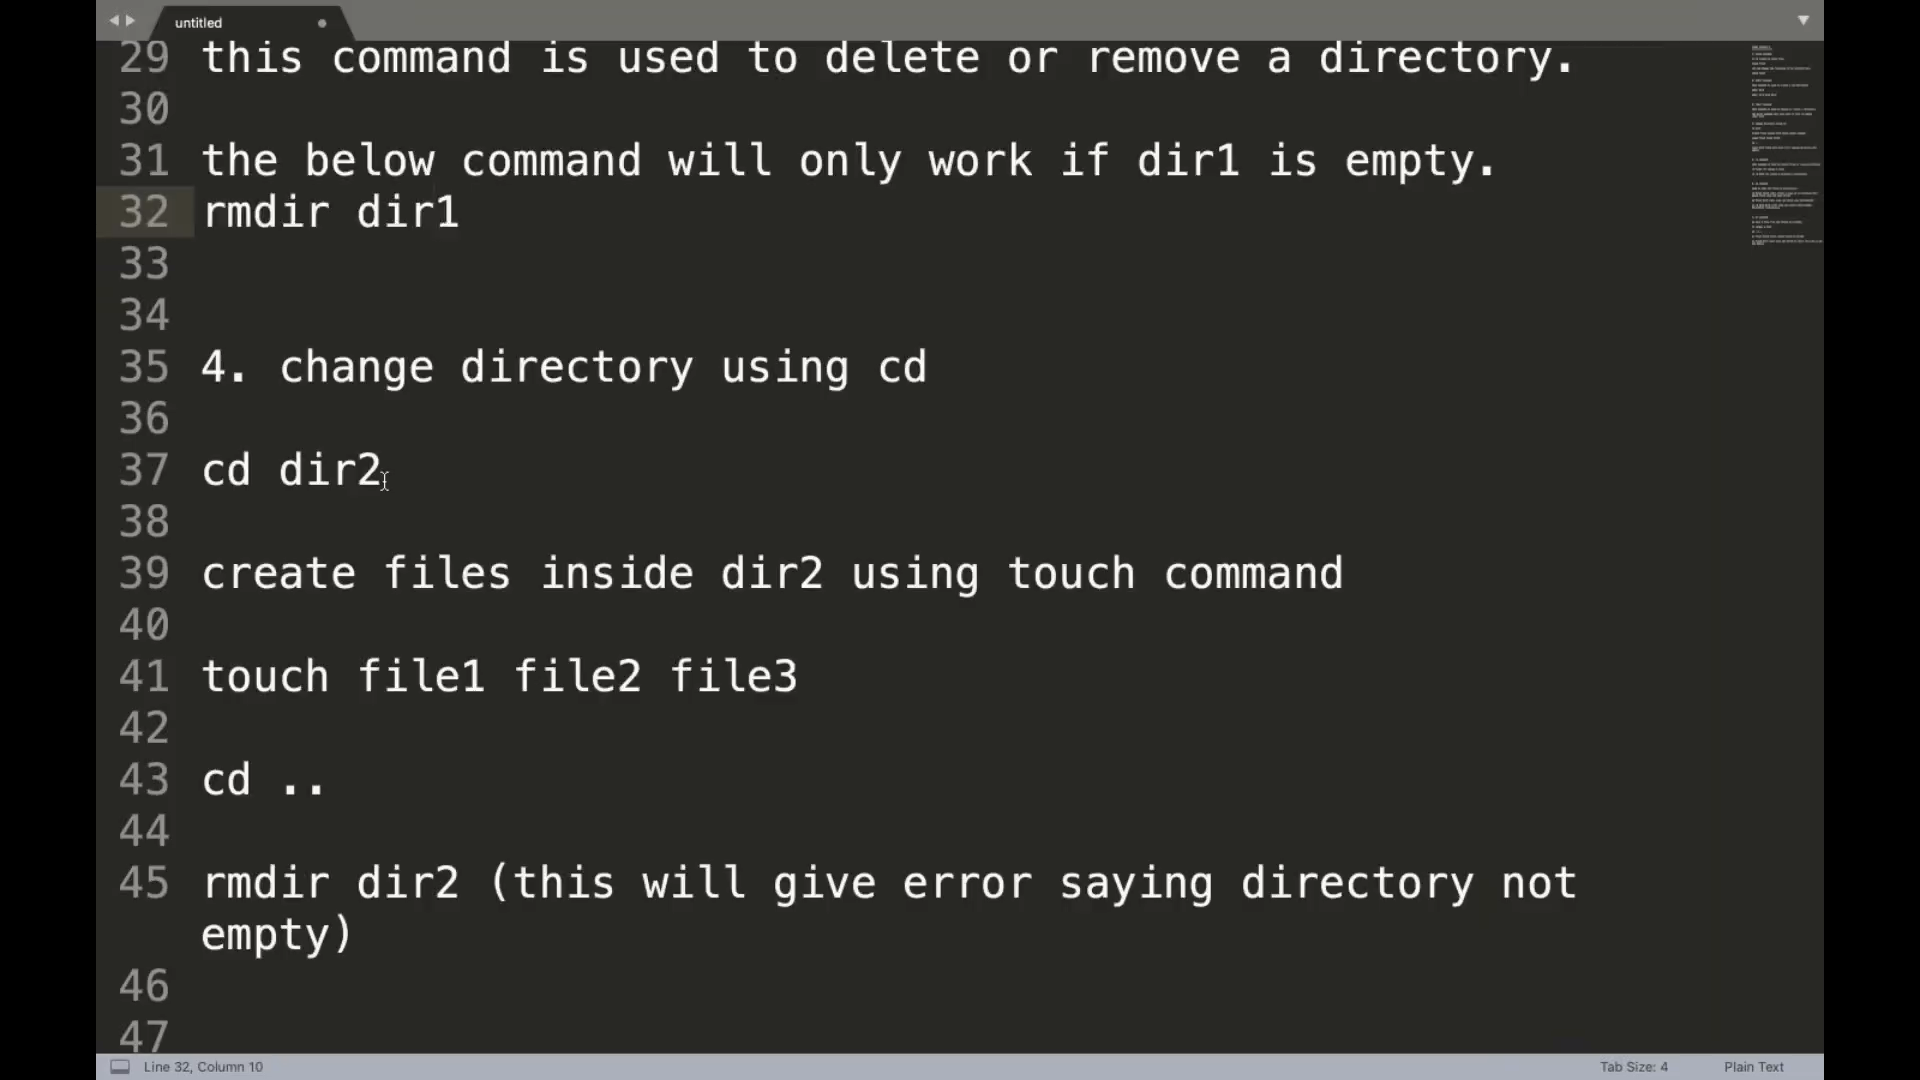 untitled
29 this command is used to delete or remove a directory.
30
31 the below command will only work if dir1 is empty.
32 rmdir dir1
33
34
35 4. change directory using cd
36
37 cd dir2
38
39 create files inside dir2 using touch command
40
41 touch file1 file2 file3
42
43 cd ..
44
45 rmdir dir2 (this will give error saying directory not
empty)
46
47
Line 32, Column 10 Tab Size: 4 Plain Text